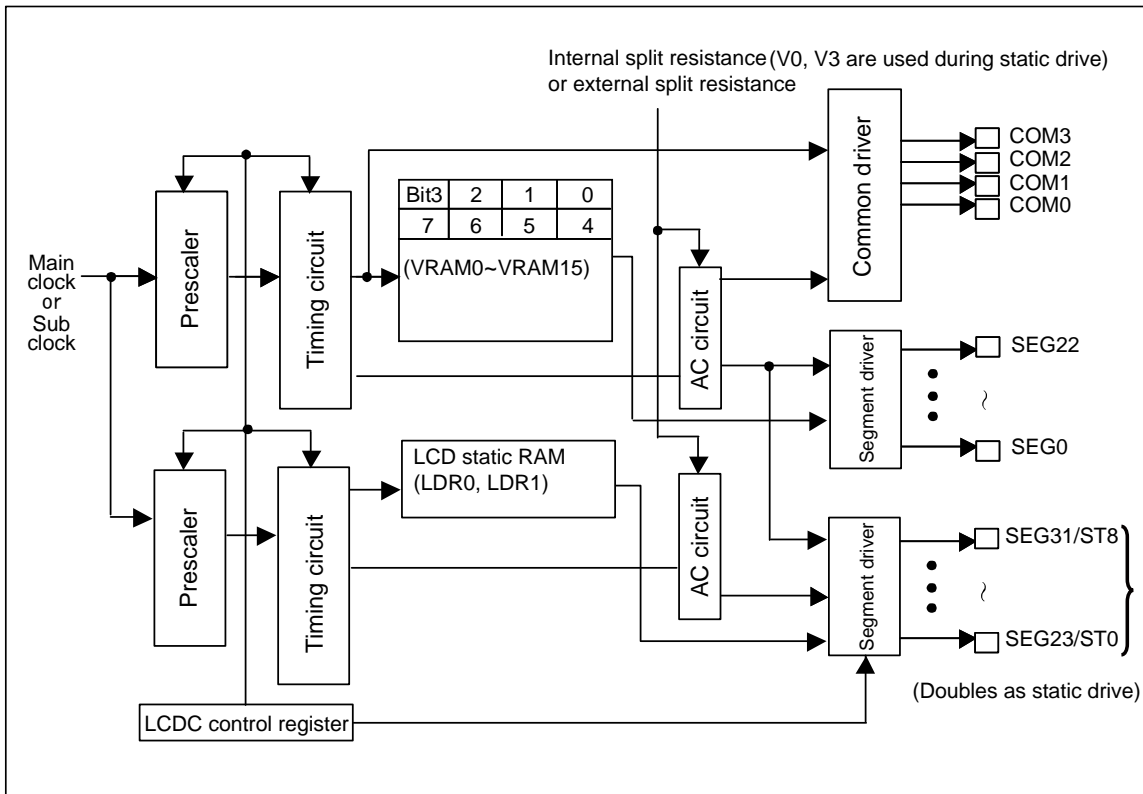 Internal split resistance (V0, V3 are used during static drive)
or external split resistance
Common driver
COM3
COM2
COM1
COM0
Bit3 2 1 0
7 6 5 4
(VRAM0~VRAM15)
Main
clock
or
Sub
clock
Prescaler
Timing circuit
AC circuit
Segment driver
SEG22
~
SEG0
LCD static RAM
(LDR0, LDR1)
Prescaler
Timing circuit
AC circuit
Segment driver
SEG31/ST8
~
SEG23/ST0
(Doubles as static drive)
LCDC control register